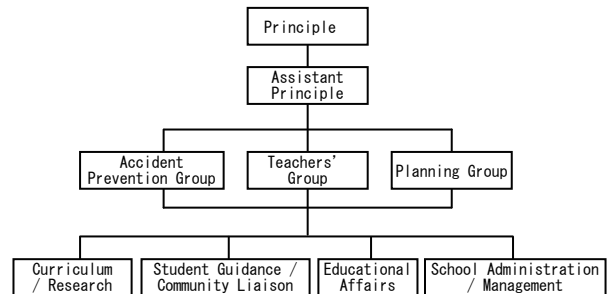 Principle
Assistant
Principle
Accident
Prevention Group
Teachers'
Group
Planning Group
Curriculum
/ Research
Student Guidance /
Community Liaison
Educational
Affairs
School Administration
/ Management